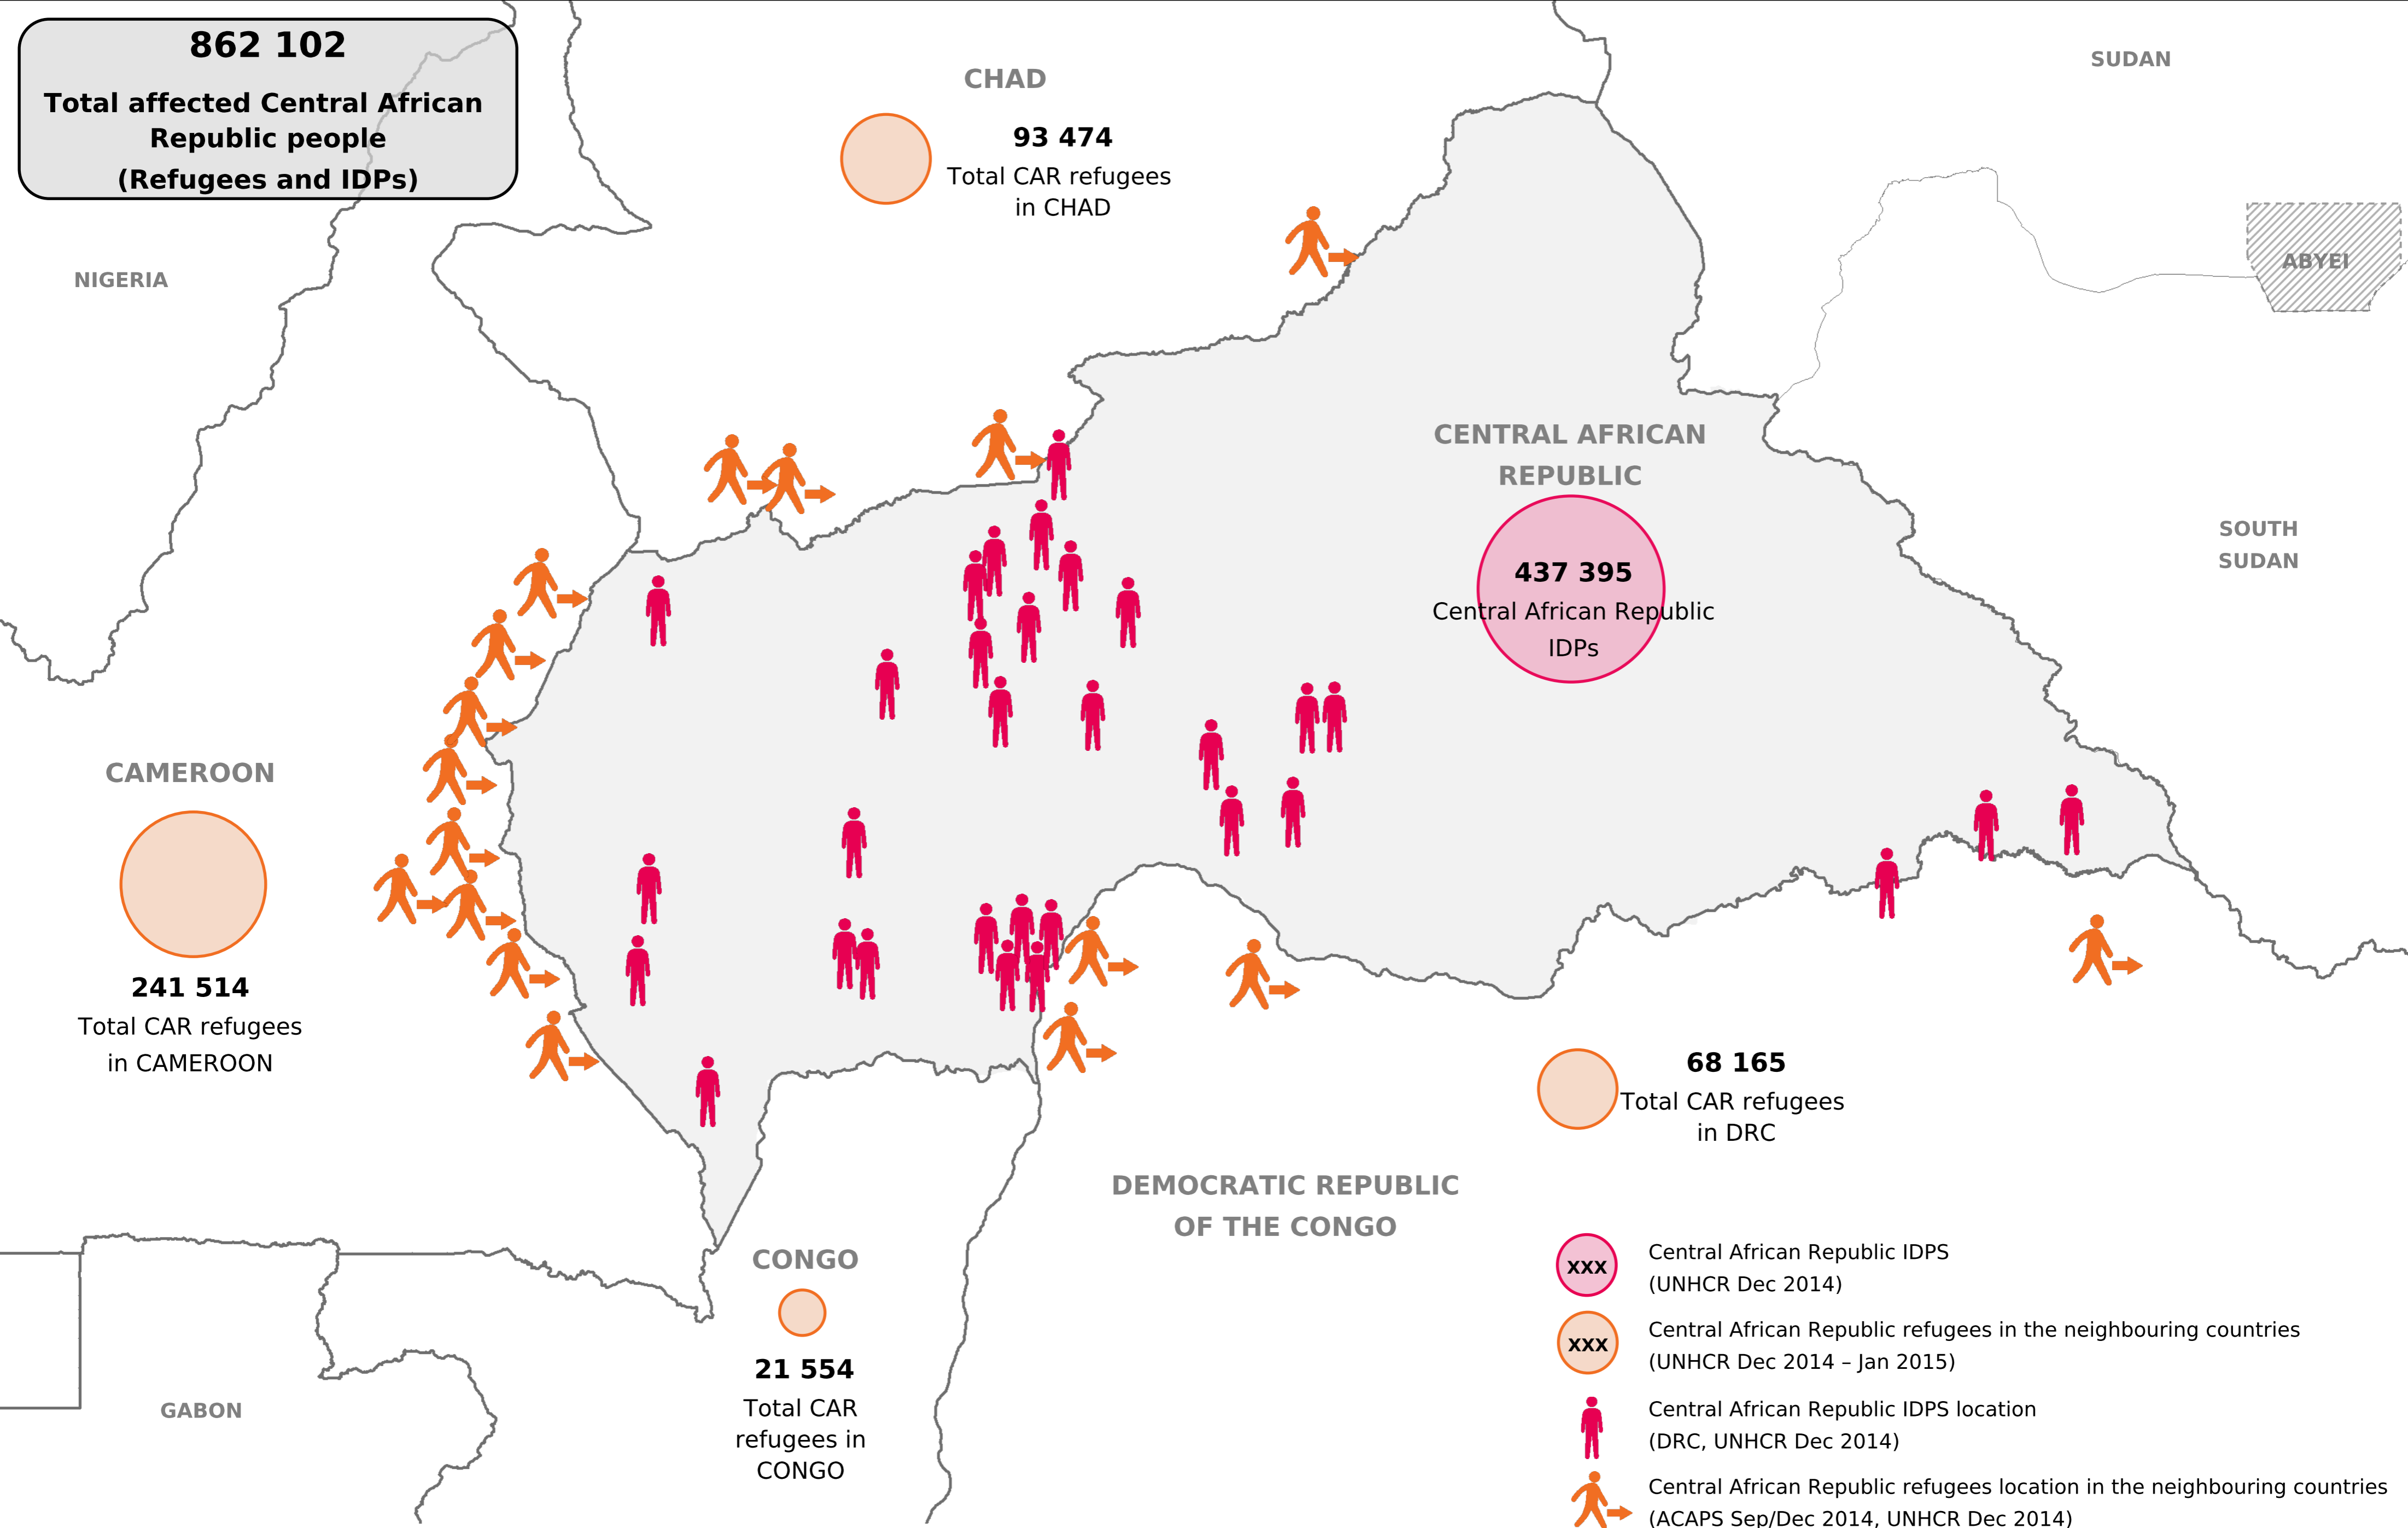 862 102
Total affected Central African
Republic people
(Refugees and IDPs)
CHAD
93 474
Total CAR refugees
in CHAD
SUDAN
NIGERIA
ABYEI
CENTRAL AFRICAN
REPUBLIC
437 395
Central African Republic
IDPs
SOUTH
SUDAN
CAMEROON
241 514
Total CAR refugees
in CAMEROON
68 165
Total CAR refugees
in DRC
DEMOCRATIC REPUBLIC
OF THE CONGO
CONGO
21 554
Total CAR
refugees in
CONGO
GABON
xxx
Central African Republic IDPS
(UNHCR Dec 2014)
xxx
Central African Republic refugees in the neighbouring countries
(UNHCR Dec 2014 – Jan 2015)
Central African Republic IDPS location
(DRC, UNHCR Dec 2014)
Central African Republic refugees location in the neighbouring countries
(ACAPS Sep/Dec 2014, UNHCR Dec 2014)